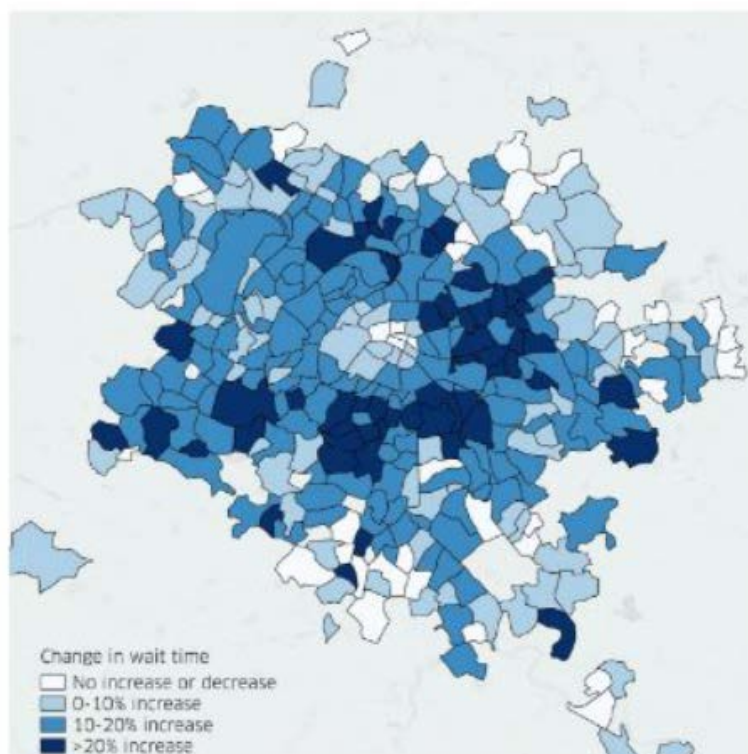 Change in wait time
No increase or decrease
0-10% increase
10-20% increase
>20% increase